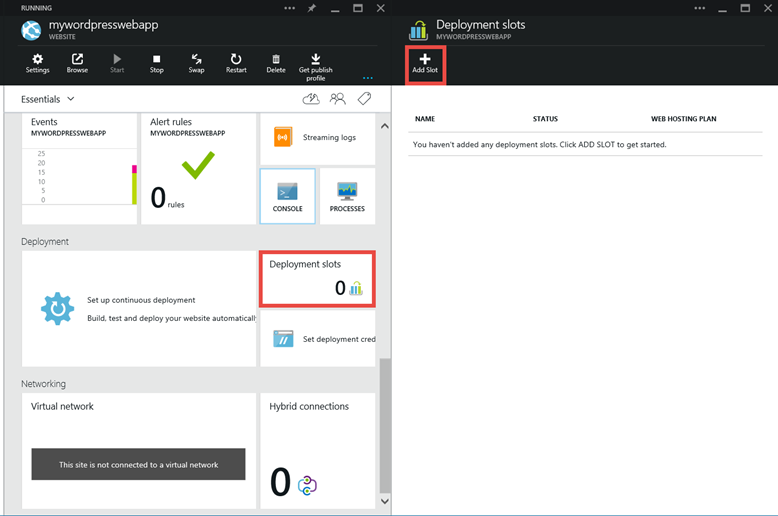 RUNNING
mywordpresswebapp
WEBSITE
Settings
Browse
Start
Stop
Swap
Restart
Delete
Get publish
profile
Essentials
Events
MYWORDPRESSWEBAPP
25
20
15
10
5
0
Alert rules
MYWORDPRESSWEBAPP
0 rules
Streaming logs
CONSOLE
PROCESSES
Deployment
Set up continuous deployment
Build, test and deploy your website automatically
Deployment slots
0
Set deployment cred
Networking
Virtual network
This site is not connected to a virtual network
Hybrid connections
0
Deployment slots
MYWORDPRESSWEBAPP
Add Slot
NAME STATUS WEB HOSTING PLAN
You haven't added any deployment slots. Click ADD SLOT to get started.